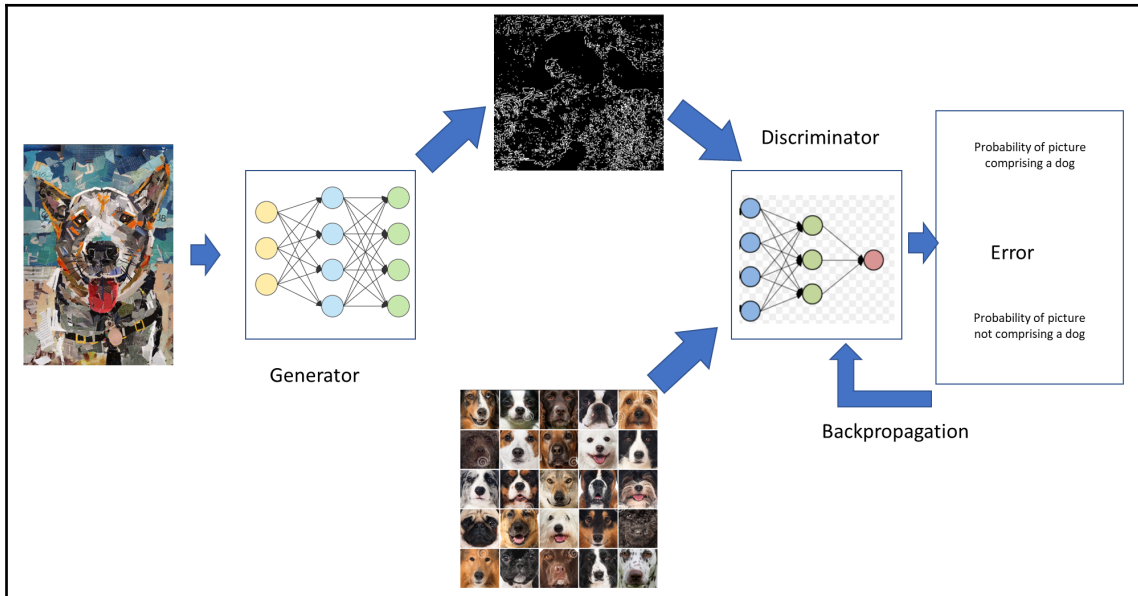 Discriminator
Probability of picture
comprising a dog
Error
Probability of picture
not comprising a dog
Generator
Backpropagation